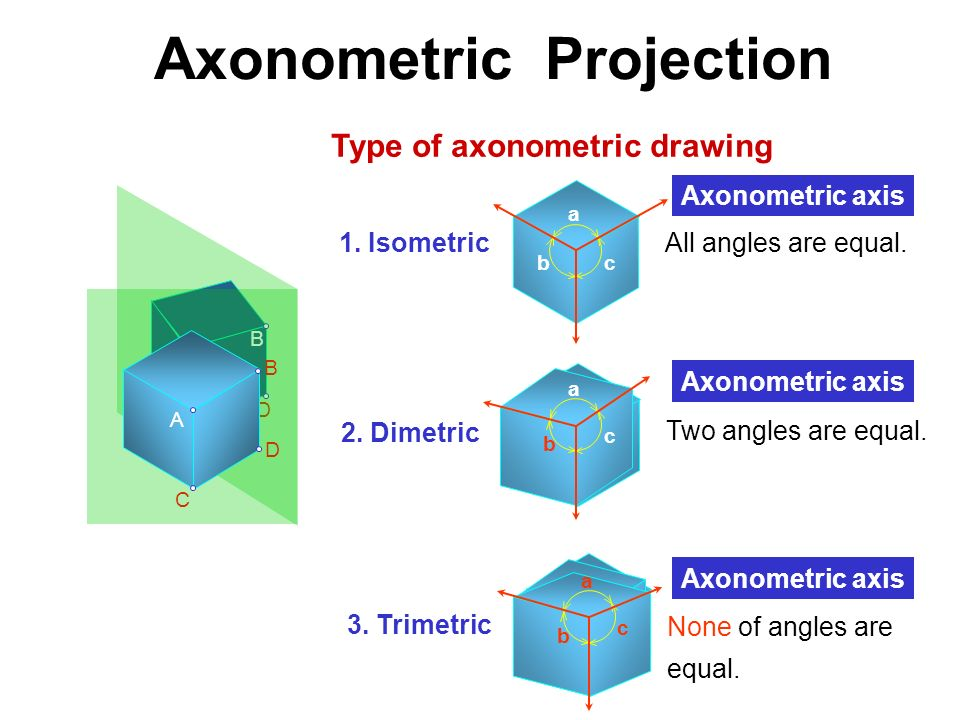 Axonometric Projection
Type of axonometric drawing
Axonometric axis
1. Isometric
a
b
c
All angles are equal.
B
B
A
D
D
C
Axonometric axis
2. Dimetric
a
b
c
Two angles are equal.
Axonometric axis
3. Trimetric
a
b
c
None of angles are
equal.